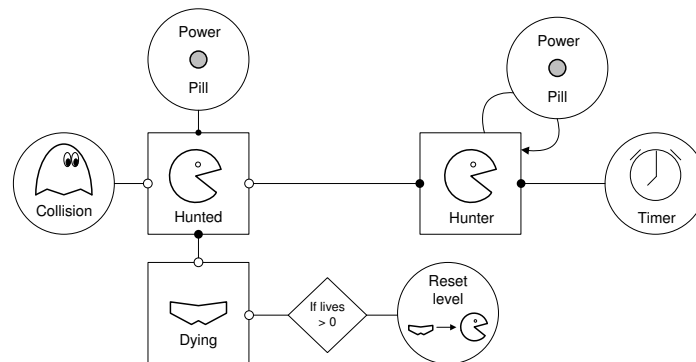 Power
Pill
Power
Pill
Collision
Hunted
Hunter
Timer
Dying
If lives
> 0
Reset
level